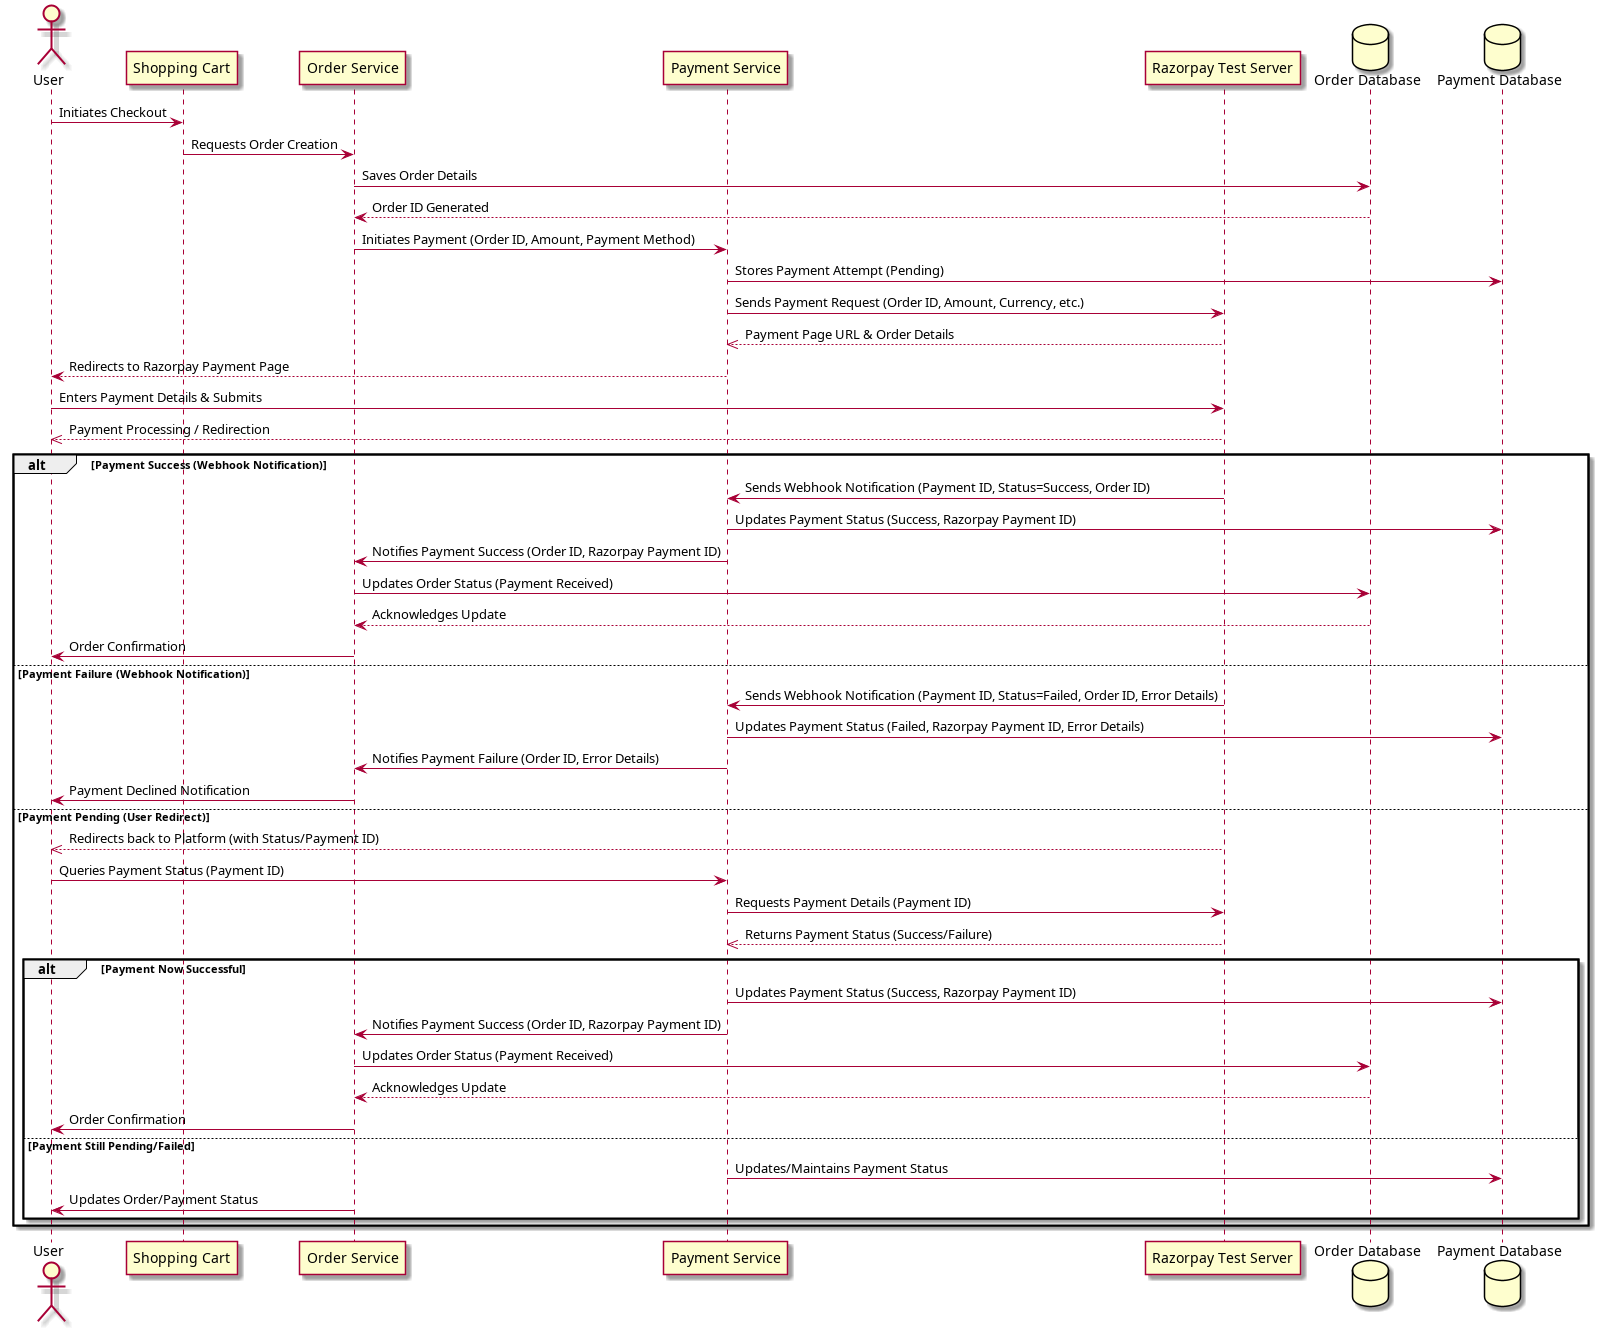 User
Shopping Cart
Order Service
Payment Service
Razorpay Test Server
Order Database
Payment Database
Initiates Checkout
Requests Order Creation
Saves Order Details
Order ID Generated
Initiates Payment (Order ID, Amount, Payment Method)
Stores Payment Attempt (Pending)
Sends Payment Request (Order ID, Amount, Currency, etc.)
Payment Page URL & Order Details
Redirects to Razorpay Payment Page
Enters Payment Details & Submits
Payment Processing / Redirection
alt [Payment Success (Webhook Notification)]
Sends Webhook Notification (Payment ID, Status=Success, Order ID)
Updates Payment Status (Success, Razorpay Payment ID)
Notifies Payment Success (Order ID, Razorpay Payment ID)
Updates Order Status (Payment Received)
Acknowledges Update
Order Confirmation
[Payment Failure (Webhook Notification)]
Sends Webhook Notification (Payment ID, Status=Failed, Order ID, Error Details)
Updates Payment Status (Failed, Razorpay Payment ID, Error Details)
Notifies Payment Failure (Order ID, Error Details)
Payment Declined Notification
[Payment Pending (User Redirect)]
Redirects back to Platform (with Status/Payment ID)
Queries Payment Status (Payment ID)
Requests Payment Details (Payment ID)
Returns Payment Status (Success/Failure)
alt [Payment Now Successful]
Updates Payment Status (Success, Razorpay Payment ID)
Notifies Payment Success (Order ID, Razorpay Payment ID)
Updates Order Status (Payment Received)
Acknowledges Update
Order Confirmation
[Payment Still Pending/Failed]
Updates/Maintains Payment Status
Updates Order/Payment Status
User
Shopping Cart
Order Service
Payment Service
Razorpay Test Server
Order Database
Payment Database